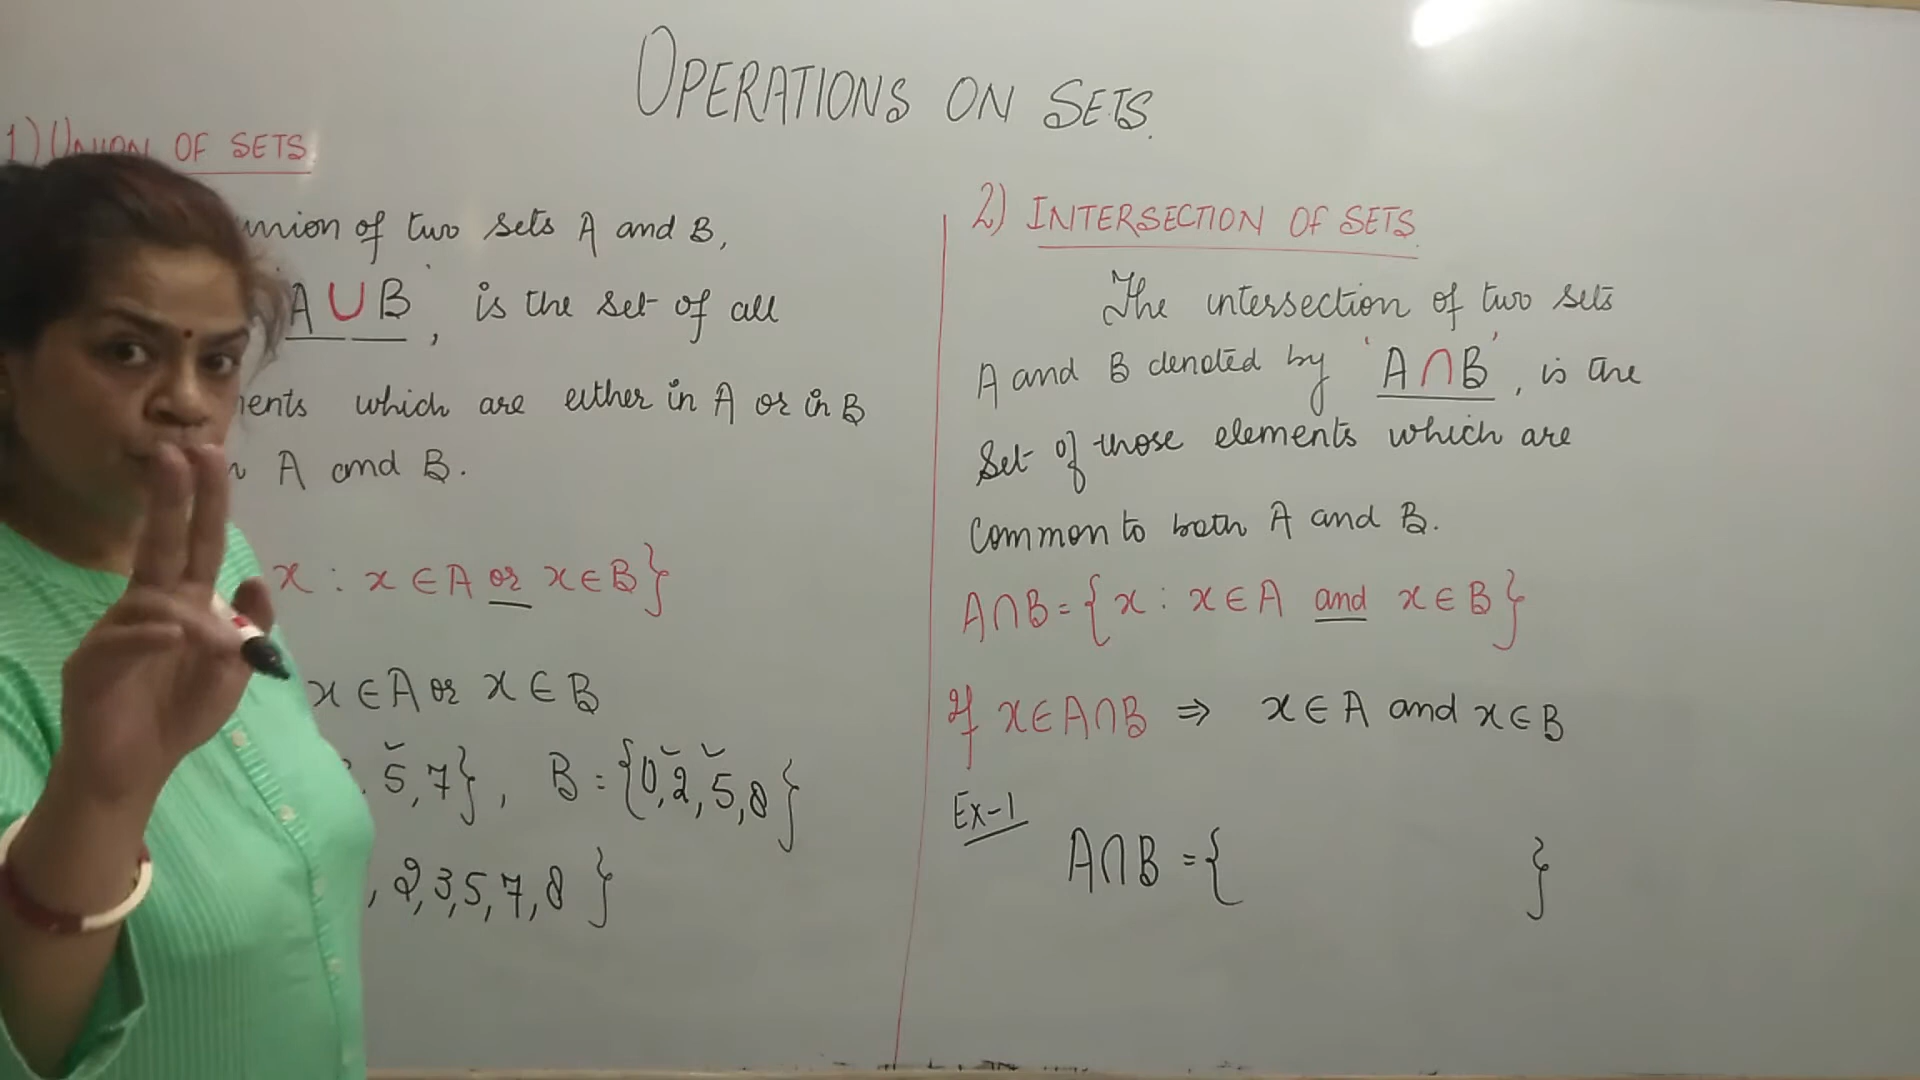 OPERATIONS ON SETS.
1) UNION OF SETS
union of two sets A and B,
A ∪ B', is the set of all
which are either in A or in B
A and B.
x : x ∈ A or x ∈ B}
x ∈ A or x ∈ B
5, 7}, B = {0, 2, 5, 8}
, 2, 3, 5, 7, 8 }
2) INTERSECTION OF SETS.
The intersection of two sets
A and B denoted by 'A ∩ B', is the
Set of those elements which are
Common to both A and B.
A ∩ B = {x : x ∈ A and x ∈ B}
If x ∈ A ∩ B ⇒ x ∈ A and x ∈ B
Ex-1
A ∩ B = { }